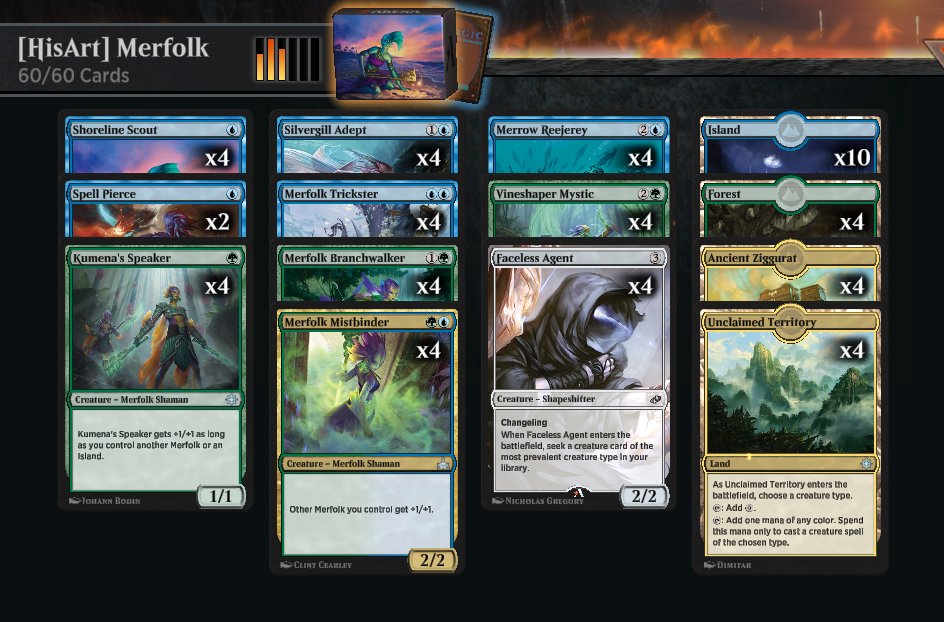 [HisArt] Merfolk
60/60 Cards
ARENA
Shoreline Scout
x4
Spell Pierce
x2
Kumena's Speaker
x4
Creature – Merfolk Shaman
Kumena's Speaker gets +1/+1 as long
as you control another Merfolk or an
Island.
1/1
Johann Bodin
Silvergill Adept
1
x4
Merfolk Trickster
x4
Merfolk Branchwalker
1
x4
Merfolk Mistbinder
x4
Creature – Merfolk Shaman
Other Merfolk you control get +1/+1.
2/2
Clint Cearley
Merrow Reejerey
2
x4
Vineshaper Mystic
2
x4
Faceless Agent
3
x4
Creature – Shapeshifter
Changeling
When Faceless Agent enters the
battlefield, seek a creature card of the
most prevalent creature type in your
library.
2/2
Nicholas Gregory
Island
x10
Forest
x4
Ancient Ziggurat
x4
Unclaimed Territory
x4
Land
As Unclaimed Territory enters the
battlefield, choose a creature type.
: Add .
: Add one mana of any color. Spend
this mana only to cast a creature spell
of the chosen type.
Dimitar